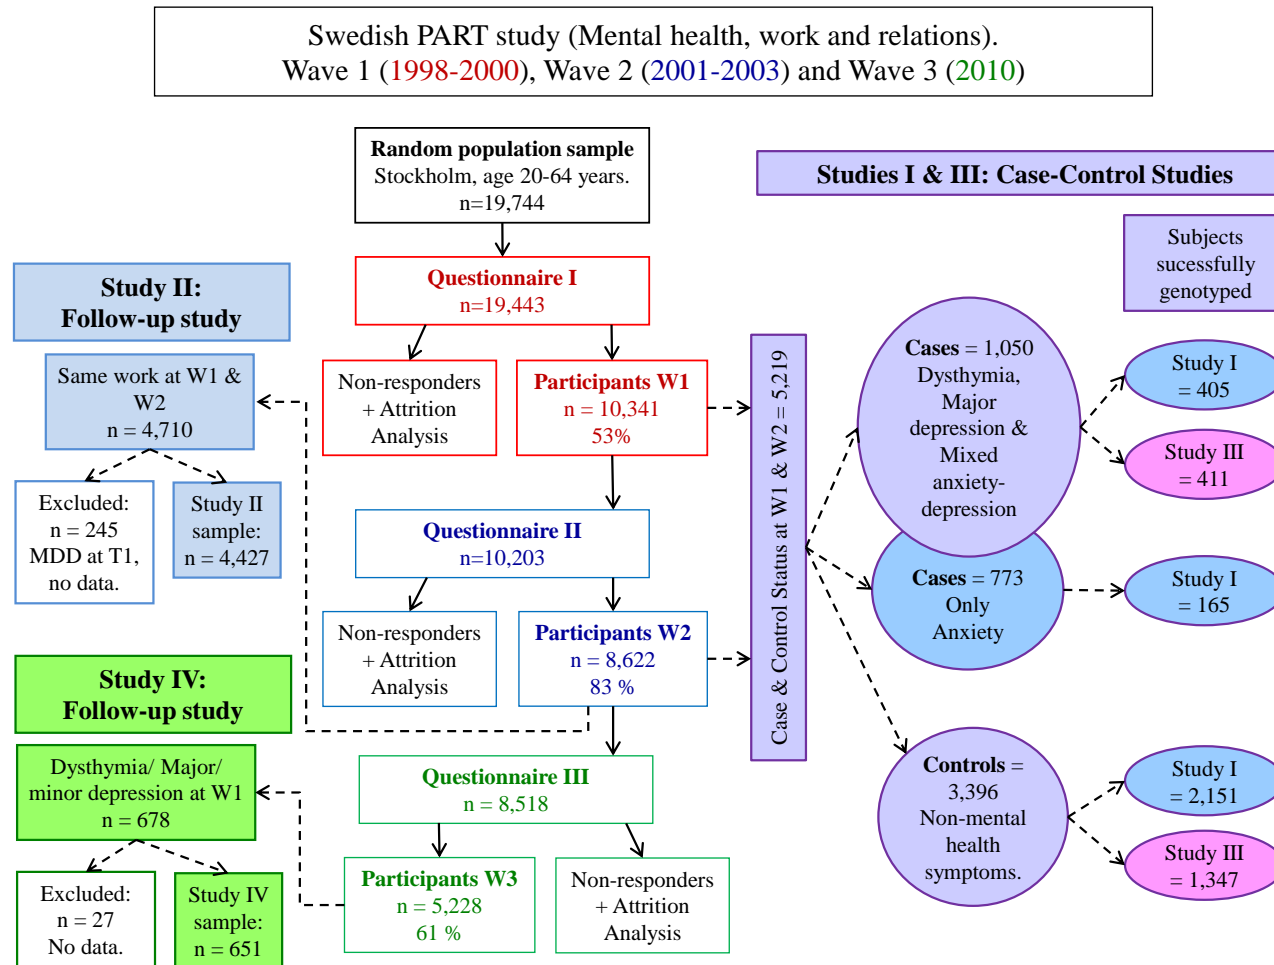 Swedish PART study (Mental health, work and relations).
Wave 1 (1998-2000), Wave 2 (2001-2003) and Wave 3 (2010)
Random population sample
Stockholm, age 20-64 years.
n=19,744
Questionnaire I
n=19,443
Non-responders
+ Attrition
Analysis
Participants W1
n = 10,341
53%
Questionnaire II
n=10,203
Non-responders
+ Attrition
Analysis
Participants W2
n = 8,622
83 %
Questionnaire III
n = 8,518
Participants W3
n = 5,228
61 %
Non-responders
+ Attrition
Analysis
Study II:
Follow-up study
Same work at W1 &
W2
n = 4,710
Excluded:
n = 245
MDD at T1,
no data.
Study II
sample:
n = 4,427
Study IV:
Follow-up study
Dysthymia/ Major/
minor depression at W1
n = 678
Excluded:
n = 27
No data.
Study IV
sample:
n = 651
Studies I & III: Case-Control Studies
Case & Control Status at W1 & W2 = 5,219
Subjects
sucessfully
genotyped
Cases = 1,050
Dysthymia,
Major
depression &
Mixed
anxiety-
depression
Study I
= 405
Study III
= 411
Cases = 773
Only
Anxiety
Study I
= 165
Controls =
3,396
Non-mental
health
symptoms.
Study I
= 2,151
Study III
= 1,347